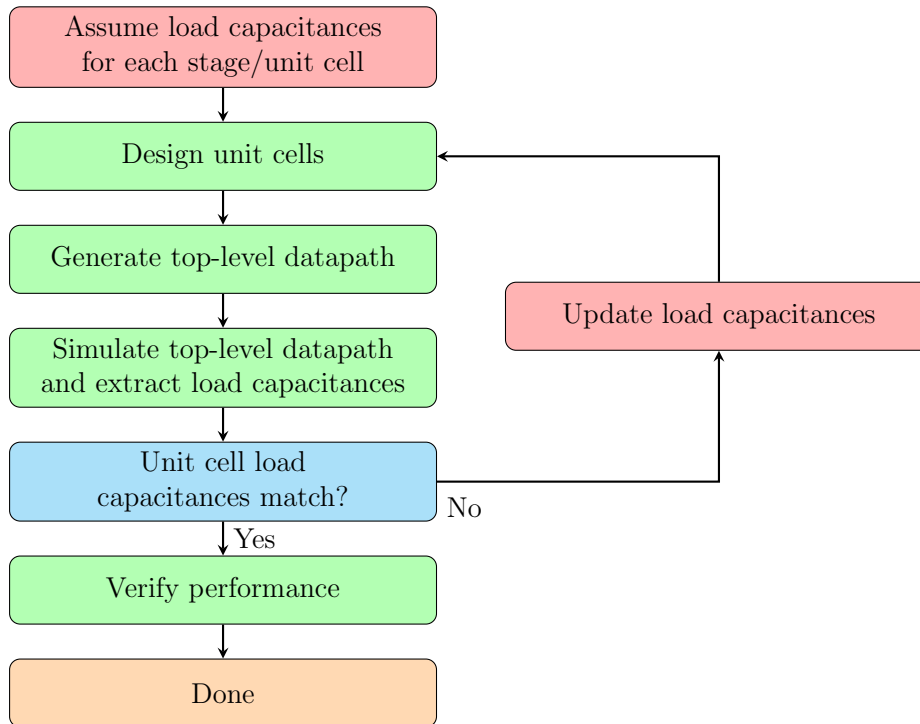 Assume load capacitances
for each stage/unit cell
Design unit cells
Generate top-level datapath
Update load capacitances
Simulate top-level datapath
and extract load capacitances
Unit cell load
capacitances match?
No
Yes
Verify performance
Done